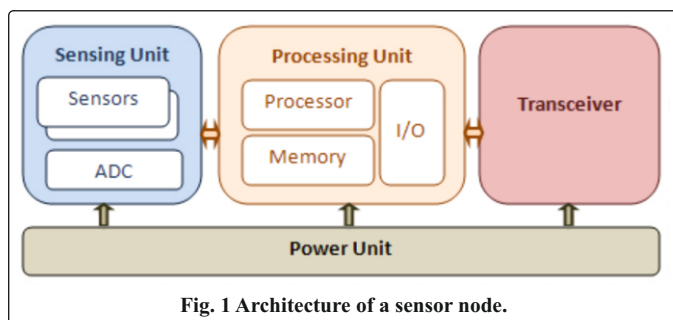 Sensing Unit
Sensors
ADC
Processing Unit
Processor
Memory
I/O
Transceiver
Power Unit
Fig. 1 Architecture of a sensor node.